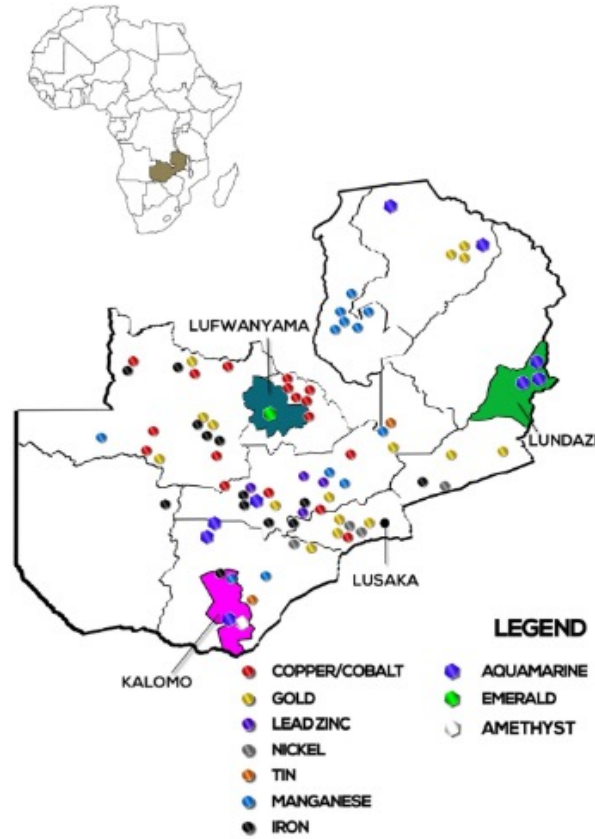 LUFWANYAMA
LUNDAZI
LUSAKA
KALOMO
LEGEND
COPPER/COBALT
GOLD
LEAD ZINC
NICKEL
TIN
MANGANESE
IRON
AQUAMARINE
EMERALD
AMETHYST